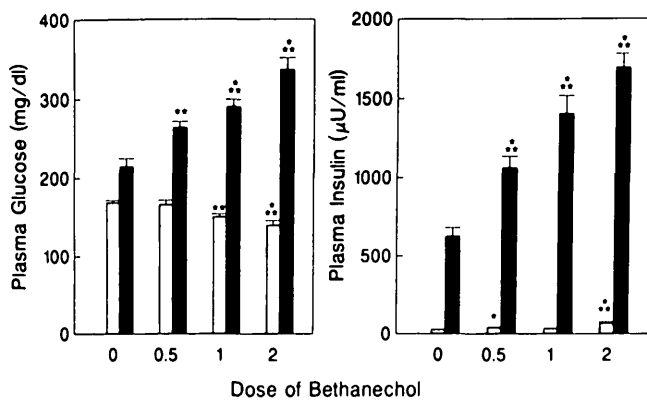 Plasma Glucose (mg/dl)
400
300
200
100
0
0 0.5 1 2
** *** ** *** ***
Plasma Insulin (µU/ml)
2000
1500
1000
500
0
0 0.5 1 2
* *** *** *** ***
Dose of Bethanechol